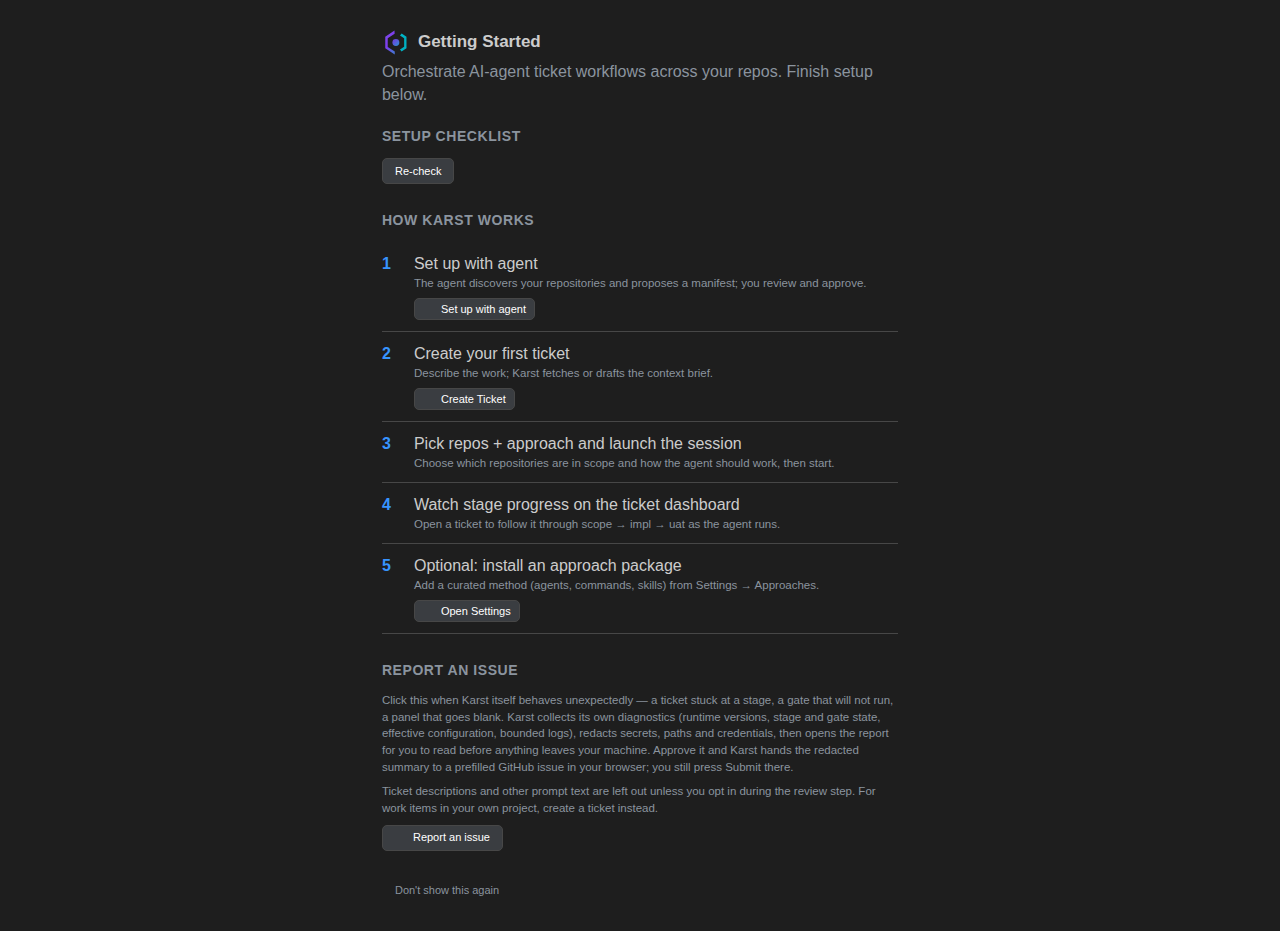 Getting Started
Orchestrate AI-agent ticket workflows across your repos. Finish setup
below.
SETUP CHECKLIST
Re-check
HOW KARST WORKS
1 Set up with agent
The agent discovers your repositories and proposes a manifest; you review and approve.
Set up with agent
2 Create your first ticket
Describe the work; Karst fetches or drafts the context brief.
Create Ticket
3 Pick repos + approach and launch the session
Choose which repositories are in scope and how the agent should work, then start.
4 Watch stage progress on the ticket dashboard
Open a ticket to follow it through scope → impl → uat as the agent runs.
5 Optional: install an approach package
Add a curated method (agents, commands, skills) from Settings → Approaches.
Open Settings
REPORT AN ISSUE
Click this when Karst itself behaves unexpectedly — a ticket stuck at a stage, a gate that will not run,
a panel that goes blank. Karst collects its own diagnostics (runtime versions, stage and gate state,
effective configuration, bounded logs), redacts secrets, paths and credentials, then opens the report
for you to read before anything leaves your machine. Approve it and Karst hands the redacted
summary to a prefilled GitHub issue in your browser; you still press Submit there.
Ticket descriptions and other prompt text are left out unless you opt in during the review step. For
work items in your own project, create a ticket instead.
Report an issue
Don't show this again